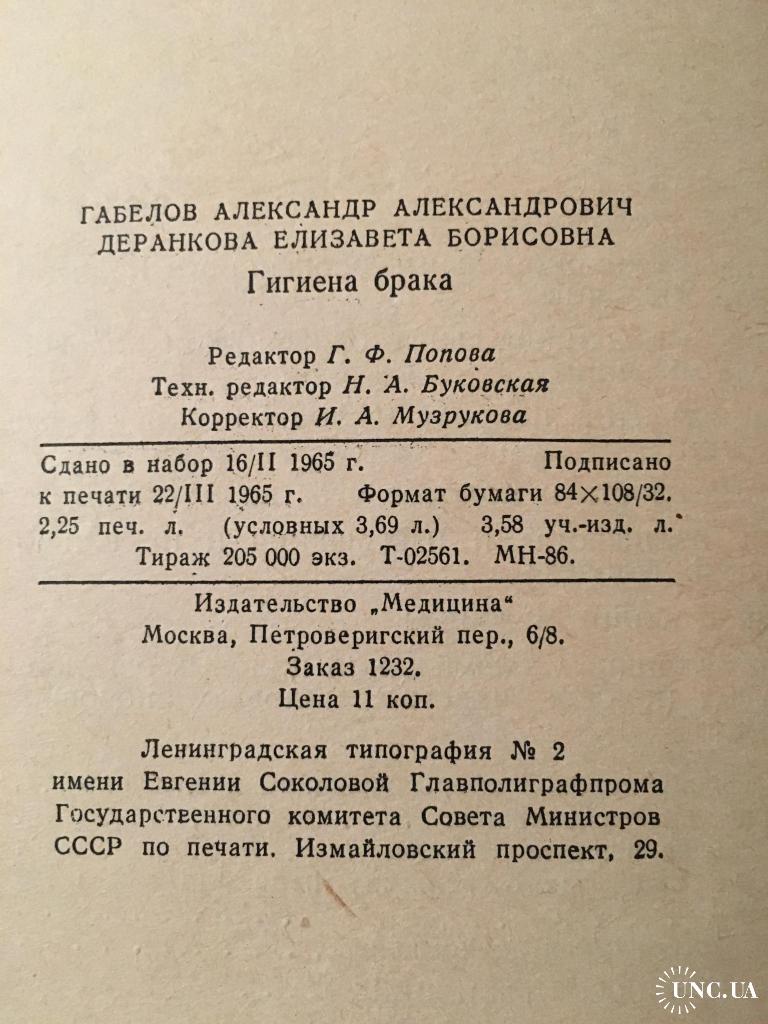 ГАБЕЛОВ АЛЕКСАНДР АЛЕКСАНДРОВИЧ
ДЕРАНКОВА ЕЛИЗАВЕТА БОРИСОВНА
Гигиена брака
Редактор Г. Ф. Попова
Техн. редактор Н. А. Буковская
Корректор И. А. Музрукова
Сдано в набор 16/II 1965 г. Подписано
к печати 22/III 1965 г. Формат бумаги 84×108/32.
2,25 печ. л. (условных 3,69 л.) 3,58 уч.-изд. л.
Тираж 205 000 экз. Т-02561. МН-86.
Издательство „Медицина“
Москва, Петроверигский пер., 6/8.
Заказ 1232.
Цена 11 коп.
Ленинградская типография № 2
имени Евгении Соколовой Главполиграфпрома
Государственного комитета Совета Министров
СССР по печати. Измайловский проспект, 29.
UNC.UA